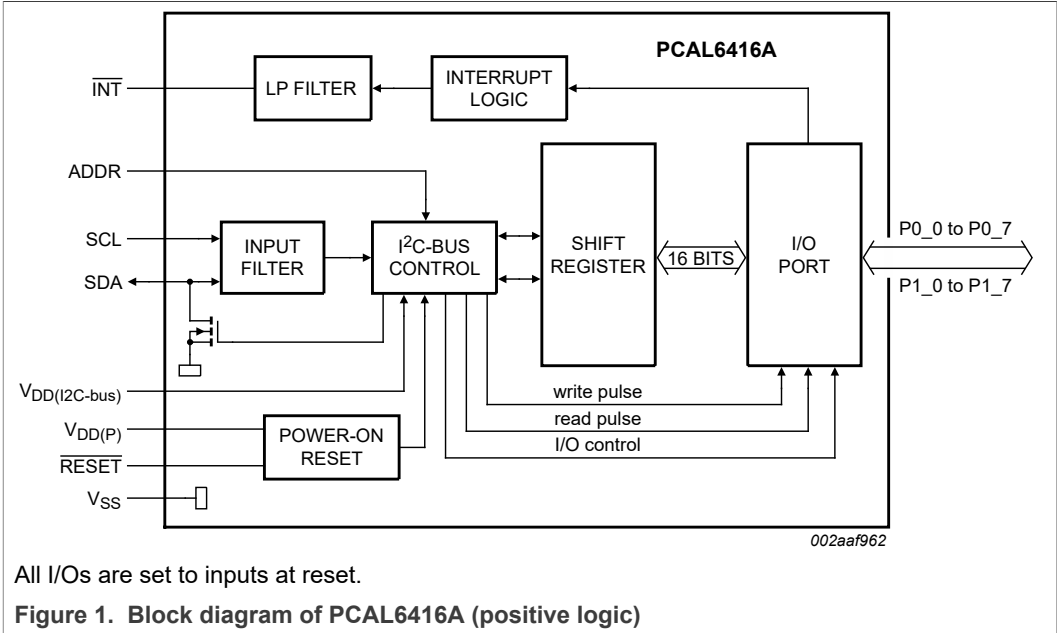 PCAL6416A
I̅N̅T̅
LP FILTER
INTERRUPT
LOGIC
ADDR
SCL
SDA
INPUT
FILTER
I²C-BUS
CONTROL
SHIFT
REGISTER
16 BITS
I/O
PORT
P0_0 to P0_7
P1_0 to P1_7
VDD(I2C-bus)
VDD(P)
R̅E̅S̅E̅T̅
VSS
POWER-ON
RESET
write pulse
read pulse
I/O control
002aaf962
All I/Os are set to inputs at reset.
Figure 1. Block diagram of PCAL6416A (positive logic)